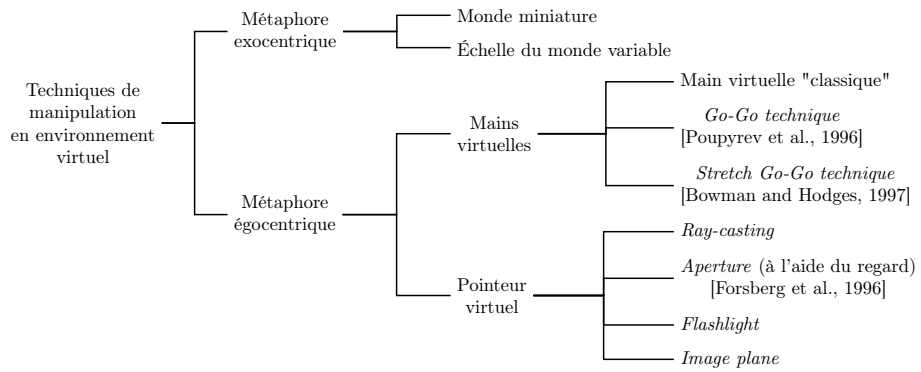 Techniques de
manipulation
en environnement
virtuel
Métaphore
exocentrique
Monde miniature
Échelle du monde variable
Métaphore
égocentrique
Mains
virtuelles
Main virtuelle "classique"
Go-Go technique
[Poupyrev et al., 1996]
Stretch Go-Go technique
[Bowman and Hodges, 1997]
Pointeur
virtuel
Ray-casting
Aperture (à l'aide du regard)
[Forsberg et al., 1996]
Flashlight
Image plane